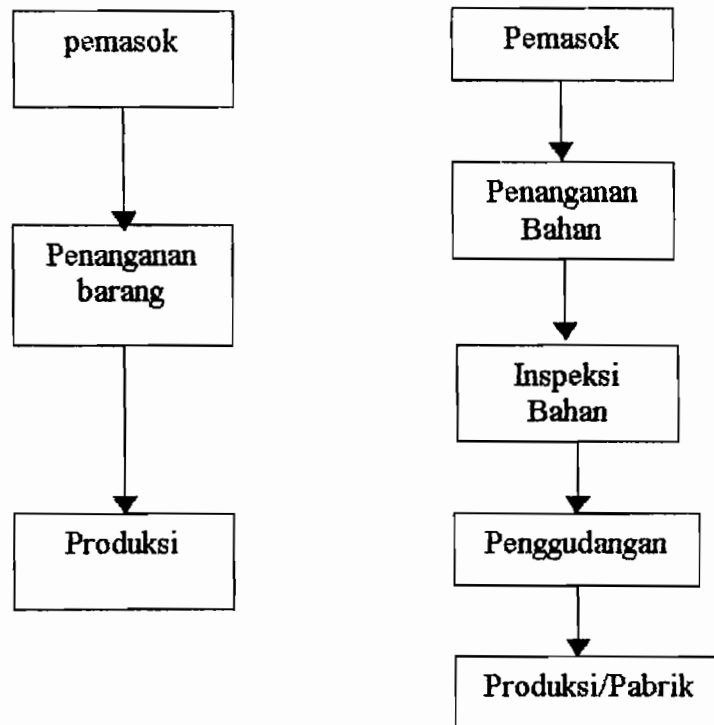 pemasok
Penanganan
barang
Produksi
Pemasok
Penanganan
Bahan
Inspeksi
Bahan
Penggudangan
Produksi/Pabrik